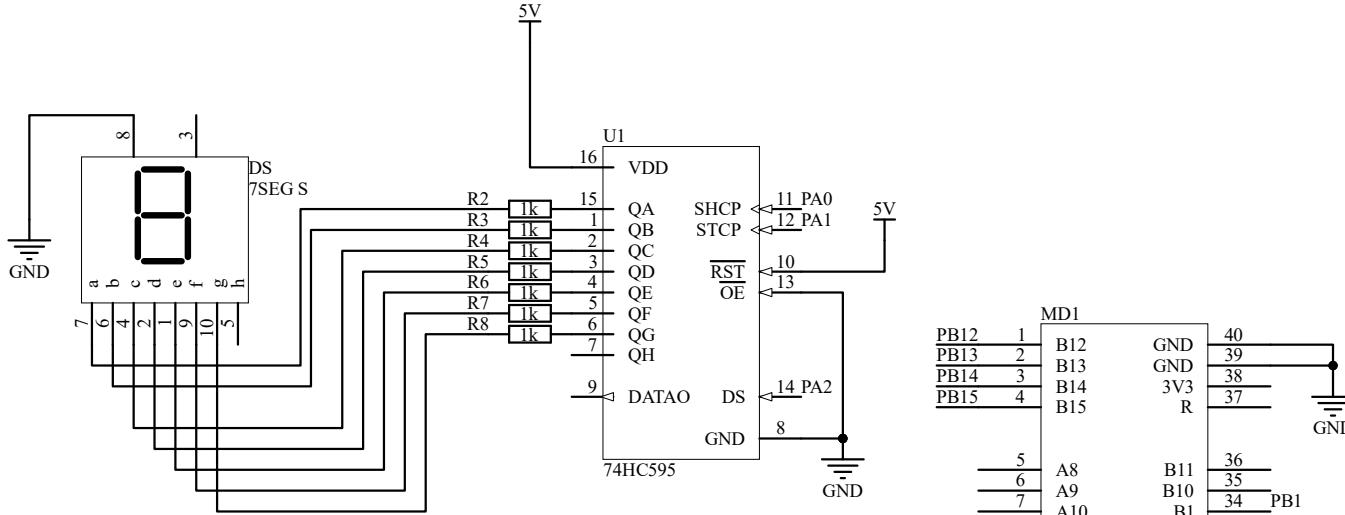 5V
8
3
DS
7SEG S
GND
a b c d e f g h
7 6 4 2 1 9 10 5
R2 1k
R3 1k
R4 1k
R5 1k
R6 1k
R7 1k
R8 1k
U1
16 VDD
15 QA SHCP 11 PA0
1 QB STCP 12 PA1
2 QC
3 QD RST 10
4 QE OE 13
5 QF
6 QG
7 QH
9 DATAO DS 14 PA2
GND 8
74HC595
5V
GND
MD1
PB12 1 B12 GND 40
PB13 2 B13 GND 39
PB14 3 B14 3V3 38
PB15 4 B15 R 37
GND
5 A8 B11 36
6 A9 B10 35
7 A10 B1 34 PB1